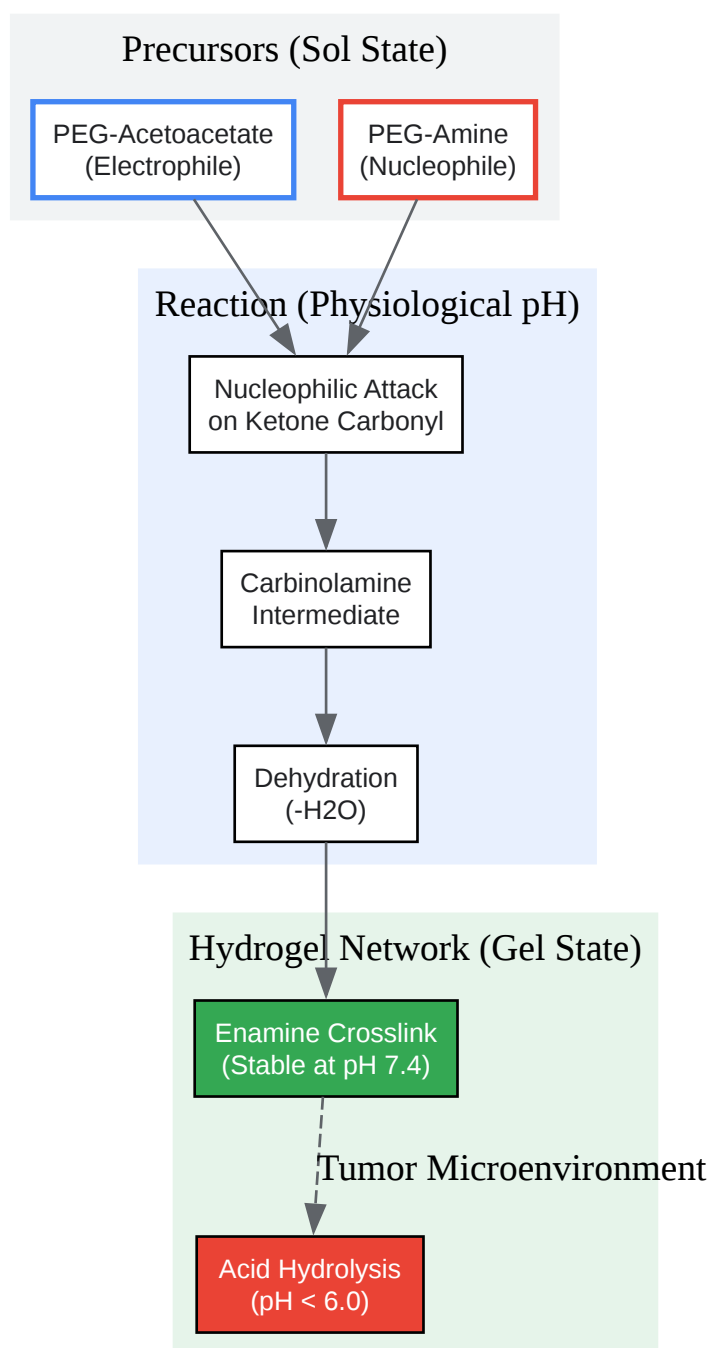 Precursors (Sol State)
PEG-Acetoacetate
(Electrophile)
PEG-Amine
(Nucleophile)
Reaction (Physiological pH)
Nucleophilic Attack
on Ketone Carbonyl
Carbinolamine
Intermediate
Dehydration
(-H2O)
Hydrogel Network (Gel State)
Enamine Crosslink
(Stable at pH 7.4)
Tumor Microenvironment
Acid Hydrolysis
(pH < 6.0)